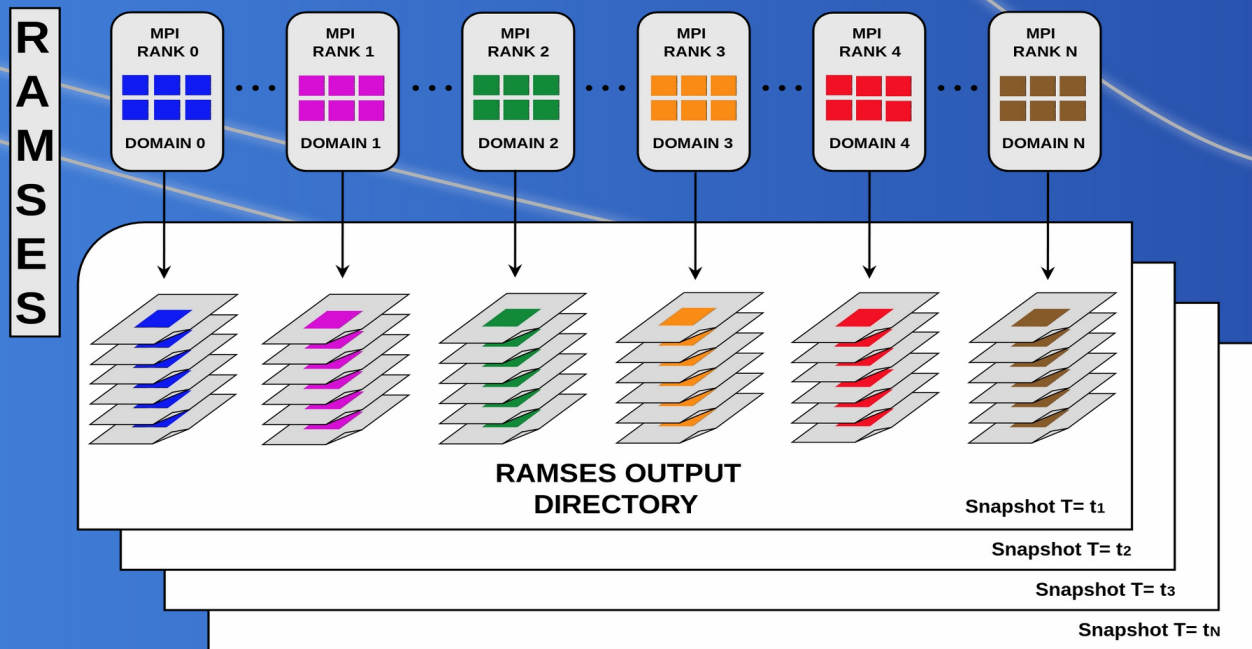 RAMSES
MPI
RANK 0
DOMAIN 0
MPI
RANK 1
DOMAIN 1
MPI
RANK 2
DOMAIN 2
MPI
RANK 3
DOMAIN 3
MPI
RANK 4
DOMAIN 4
MPI
RANK N
DOMAIN N
RAMSES OUTPUT
DIRECTORY
Snapshot T= t1
Snapshot T= t2
Snapshot T= t3
Snapshot T= tN